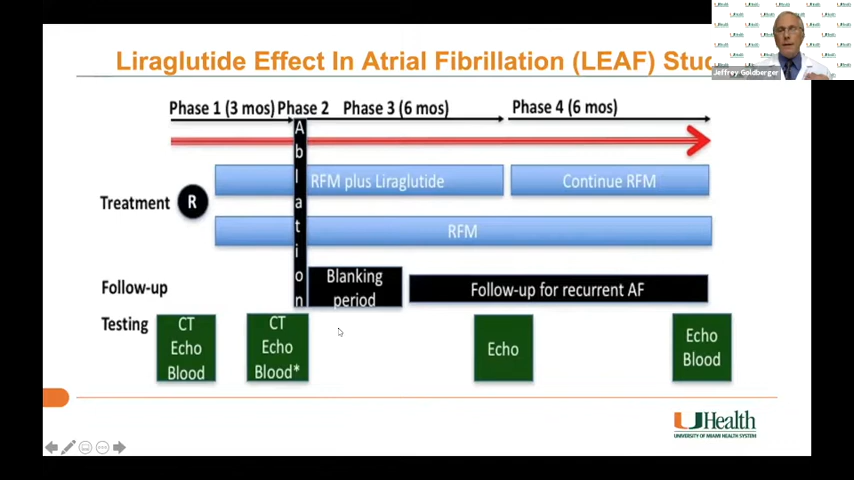 Liraglutide Effect In Atrial Fibrillation (LEAF)
Jeffrey Goldberger
Phase 1 (3 mos) Phase 2 Phase 3 (6 mos) Phase 4 (6 mos)
Ablation
RFM plus Liraglutide Continue RFM
Treatment R
RFM
Follow-up
Blanking
period
Follow-up for recurrent AF
Testing
CT
Echo
Blood
CT
Echo
Blood*
Echo
Echo
Blood
UHealth
UNIVERSITY OF MIAMI HEALTH SYSTEM